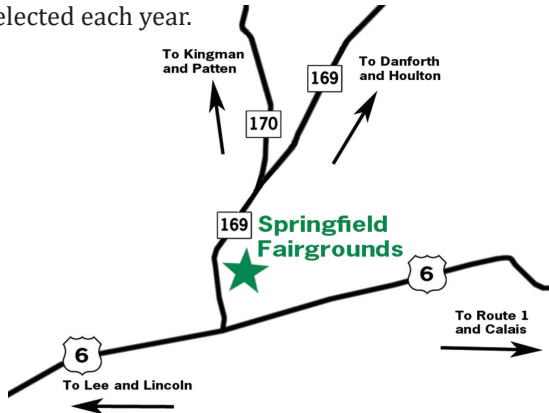 elected each year.
To Kingman
and Patten
To Danforth
and Houlton
169
170
169
Springfield
Fairgrounds
6
To Route 1
and Calais
6
To Lee and Lincoln